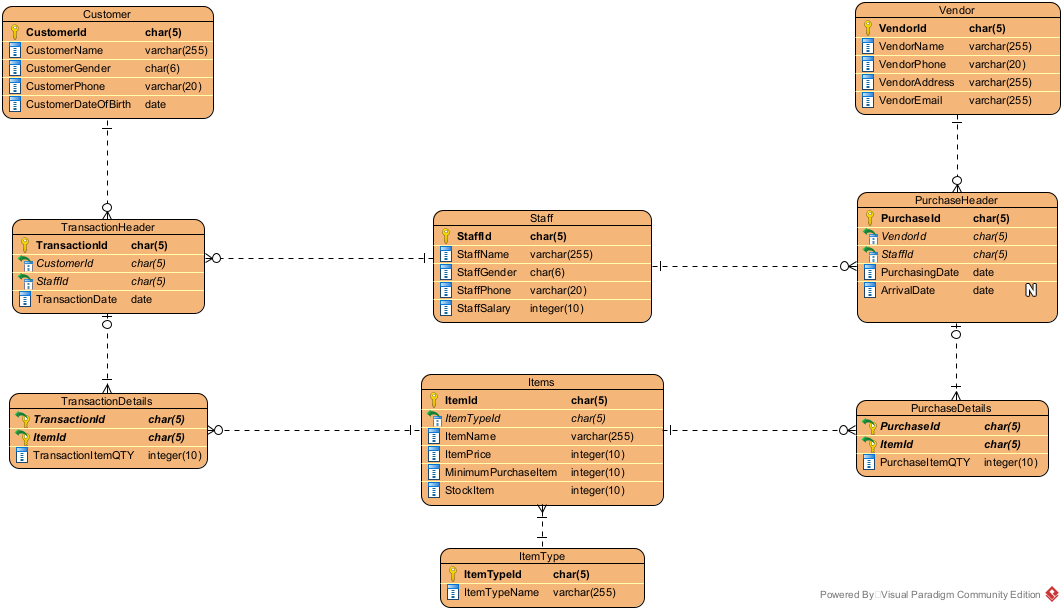 Customer
CustomerId char(5)
CustomerName varchar(255)
CustomerGender char(6)
CustomerPhone varchar(20)
CustomerDateOfBirth date
Vendor
VendorId char(5)
VendorName varchar(255)
VendorPhone varchar(20)
VendorAddress varchar(255)
VendorEmail varchar(255)
TransactionHeader
TransactionId char(5)
CustomerId char(5)
StaffId char(5)
TransactionDate date
Staff
StaffId char(5)
StaffName varchar(255)
StaffGender char(6)
StaffPhone varchar(20)
StaffSalary integer(10)
PurchaseHeader
PurchaseId char(5)
VendorId char(5)
StaffId char(5)
PurchasingDate date
ArrivalDate date N
TransactionDetails
TransactionId char(5)
ItemId char(5)
TransactionItemQTY integer(10)
Items
ItemId char(5)
ItemTypeId char(5)
ItemName varchar(255)
ItemPrice integer(10)
MinimumPurchaseItem integer(10)
StockItem integer(10)
PurchaseDetails
PurchaseId char(5)
ItemId char(5)
PurchaseItemQTY integer(10)
ItemType
ItemTypeId char(5)
ItemTypeName varchar(255)
Powered By Visual Paradigm Community Edition